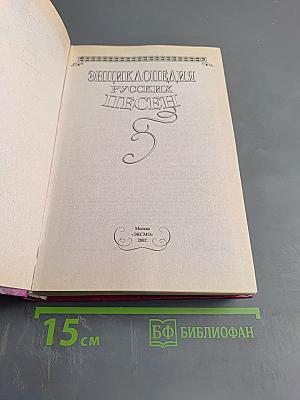 ЭНЦИКЛОПЕДИЯ
РУССКИХ
ПЕСЕН
Москва
«ЭКСМО»
2002
15 см
БФ БИБЛИОФАН